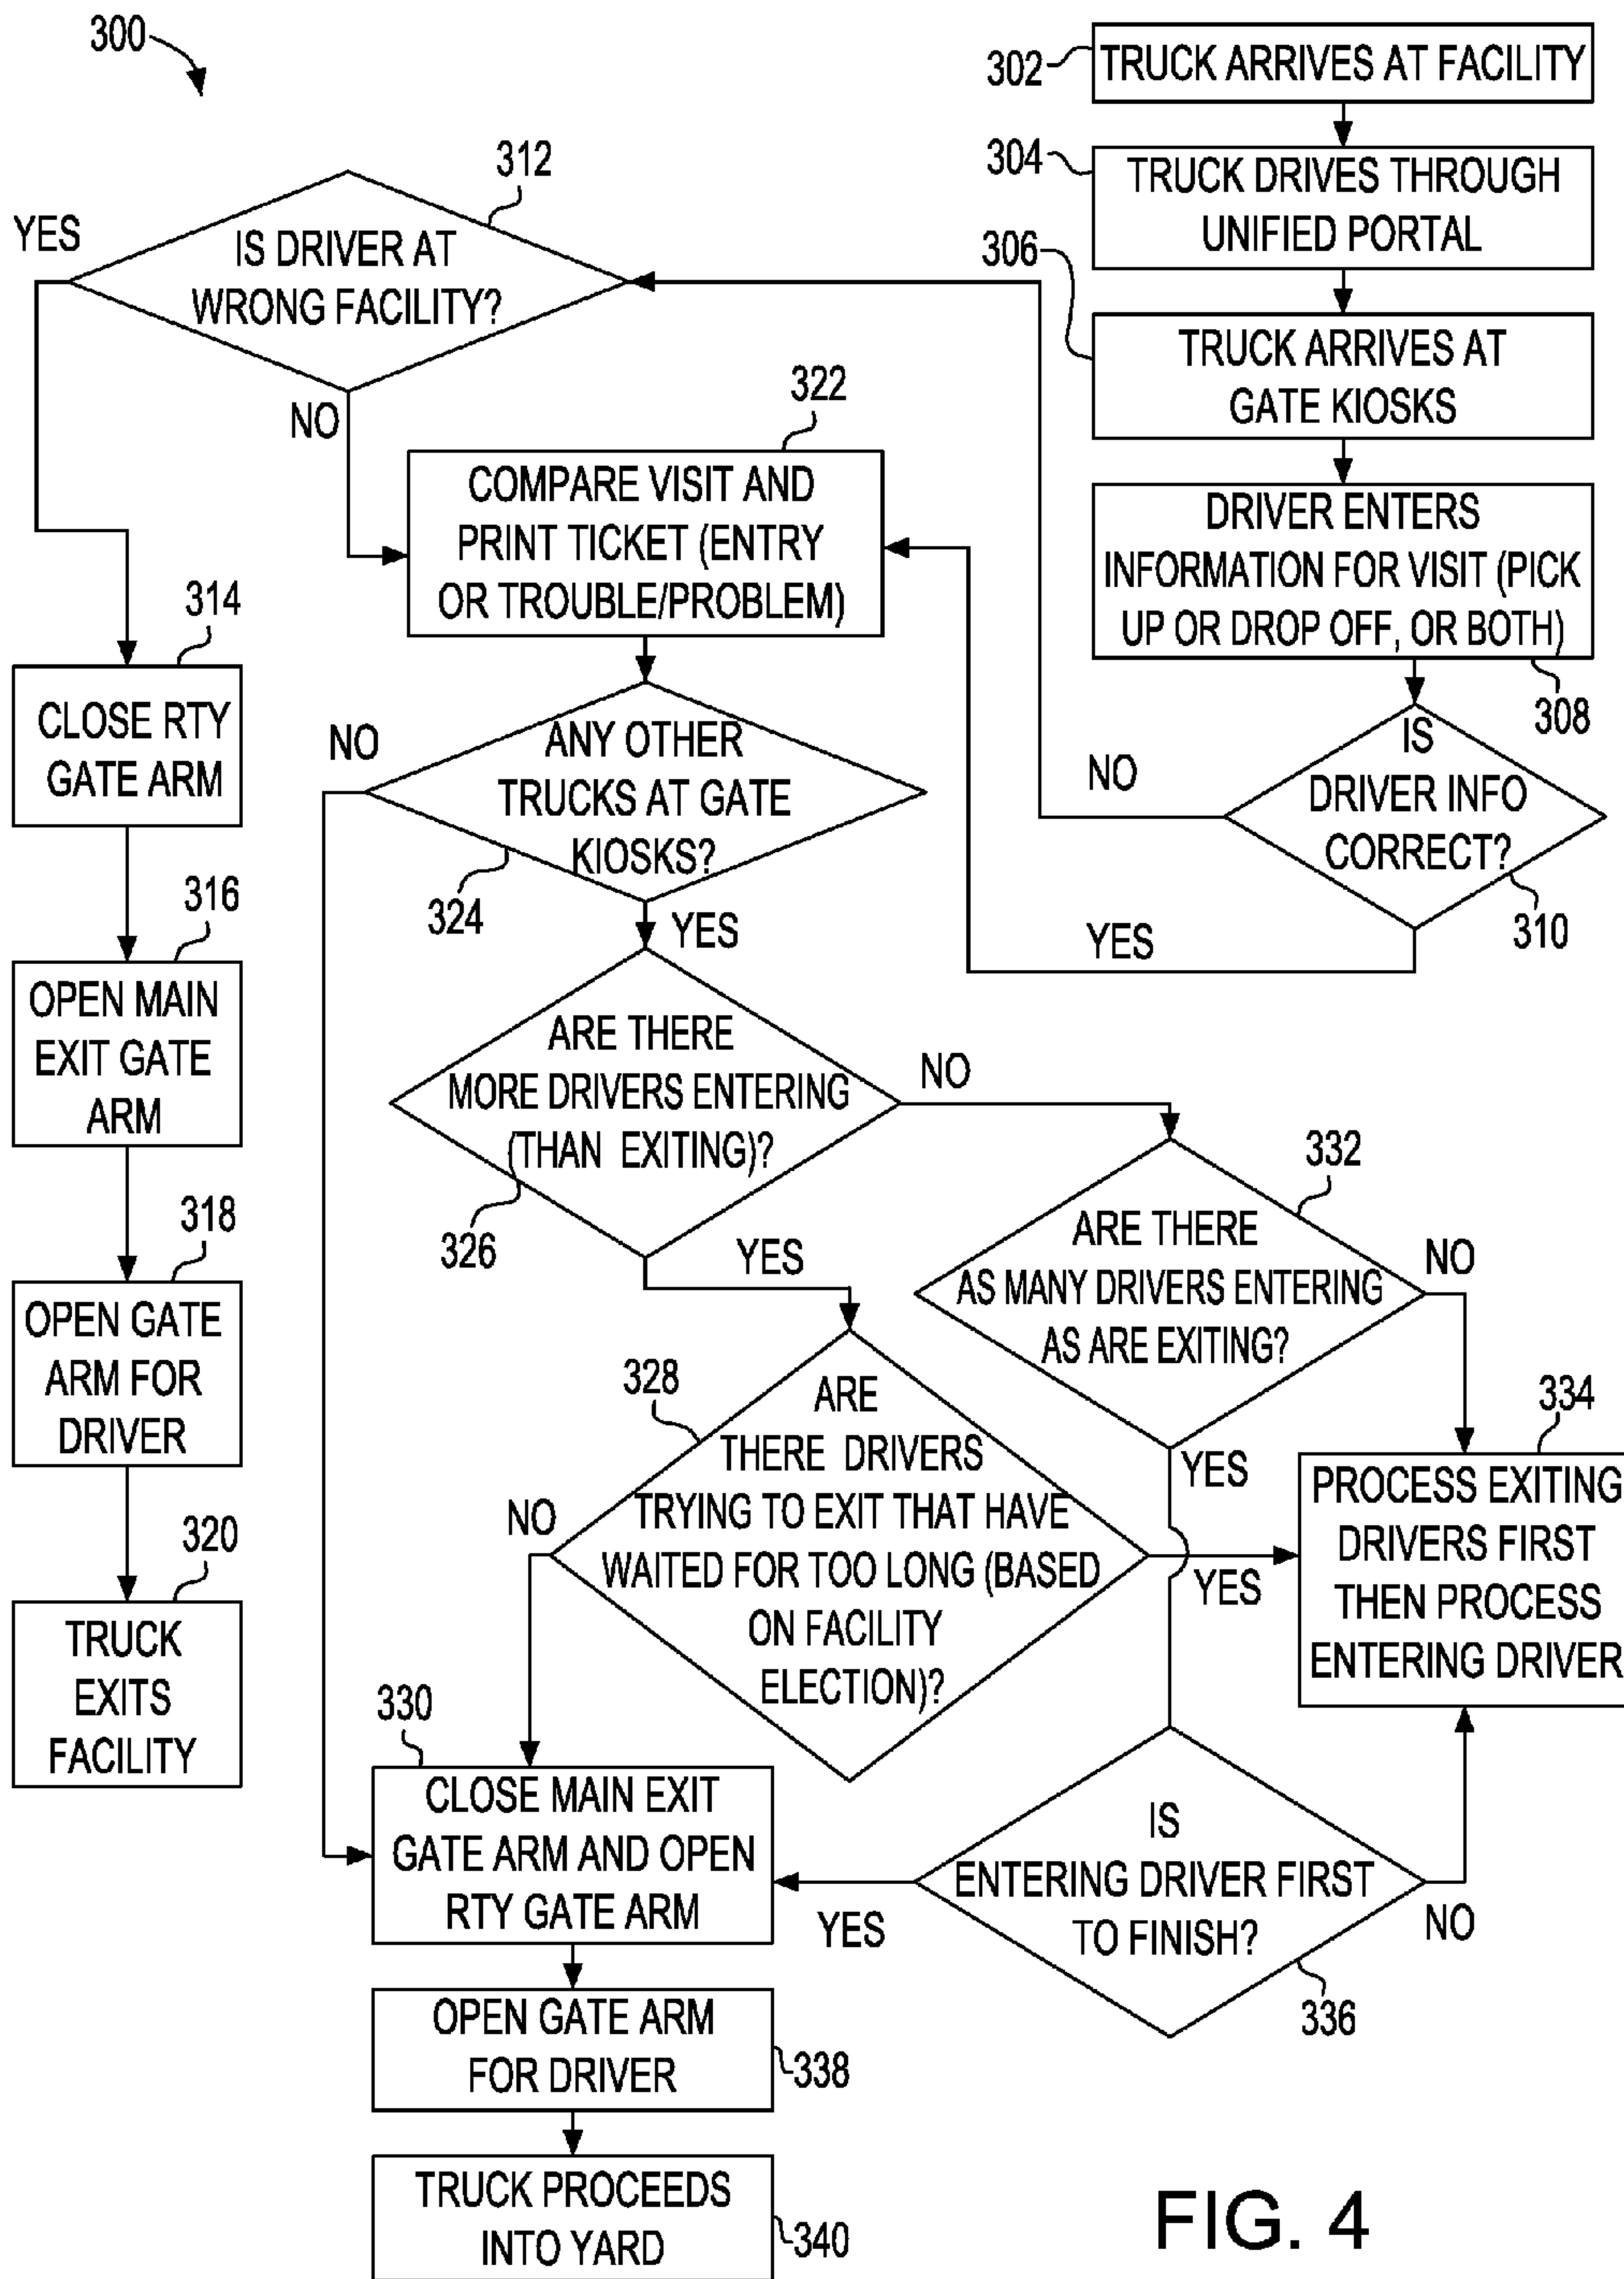 300
302
TRUCK ARRIVES AT FACILITY
304
TRUCK DRIVES THROUGH
UNIFIED PORTAL
306
TRUCK ARRIVES AT
GATE KIOSKS
DRIVER ENTERS
INFORMATION FOR VISIT (PICK
UP OR DROP OFF, OR BOTH)
308
IS
DRIVER INFO
CORRECT?
310
NO
YES
312
IS DRIVER AT
WRONG FACILITY?
YES
NO
314
CLOSE RTY
GATE ARM
316
OPEN MAIN
EXIT GATE
ARM
318
OPEN GATE
ARM FOR
DRIVER
320
TRUCK
EXITS
FACILITY
322
COMPARE VISIT AND
PRINT TICKET (ENTRY
OR TROUBLE/PROBLEM)
ANY OTHER
TRUCKS AT GATE
KIOSKS?
324
NO
YES
ARE THERE
MORE DRIVERS ENTERING
(THAN EXITING)?
326
NO
YES
328
ARE
THERE DRIVERS
TRYING TO EXIT THAT HAVE
WAITED FOR TOO LONG (BASED
ON FACILITY
ELECTION)?
NO
YES
332
ARE THERE
AS MANY DRIVERS ENTERING
AS ARE EXITING?
NO
YES
334
PROCESS EXITING
DRIVERS FIRST
THEN PROCESS
ENTERING DRIVER
IS
ENTERING DRIVER FIRST
TO FINISH?
336
YES
NO
330
CLOSE MAIN EXIT
GATE ARM AND OPEN
RTY GATE ARM
OPEN GATE ARM
FOR DRIVER
338
TRUCK PROCEEDS
INTO YARD
340
FIG. 4